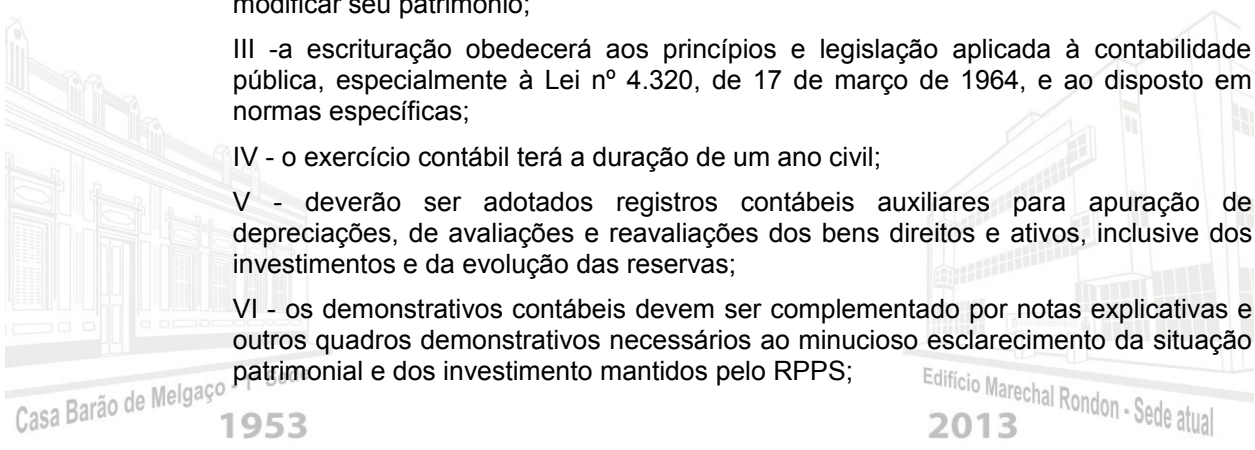 modificar seu patrimônio;
III -a escrituração obedecerá aos princípios e legislação aplicada à contabilidade
pública, especialmente à Lei nº 4.320, de 17 de março de 1964, e ao disposto em
normas específicas;
IV - o exercício contábil terá a duração de um ano civil;
V - deverão ser adotados registros contábeis auxiliares para apuração de
depreciações, de avaliações e reavaliações dos bens direitos e ativos, inclusive dos
investimentos e da evolução das reservas;
VI - os demonstrativos contábeis devem ser complementado por notas explicativas e
outros quadros demonstrativos necessários ao minucioso esclarecimento da situação
patrimonial e dos investimento mantidos pelo RPPS;
Casa Barão de Melgaço
1953
Edifício Marechal Rondon - Sede atual
2013